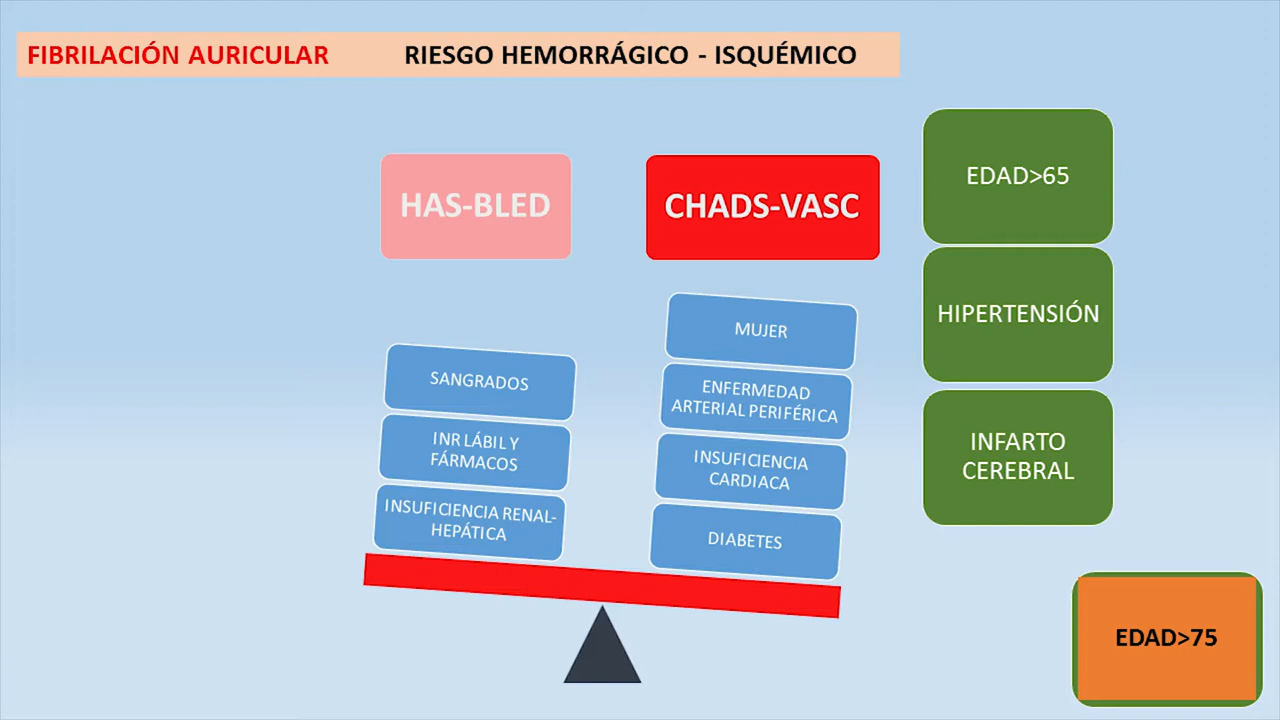 FIBRILACIÓN AURICULAR RIESGO HEMORRÁGICO - ISQUÉMICO
HAS-BLED
CHADS-VASC
SANGRADOS
INR LÁBIL Y
FÁRMACOS
INSUFICIENCIA RENAL-
HEPÁTICA
MUJER
ENFERMEDAD
ARTERIAL PERIFÉRICA
INSUFICIENCIA
CARDIACA
DIABETES
EDAD>65
HIPERTENSIÓN
INFARTO
CEREBRAL
EDAD>75